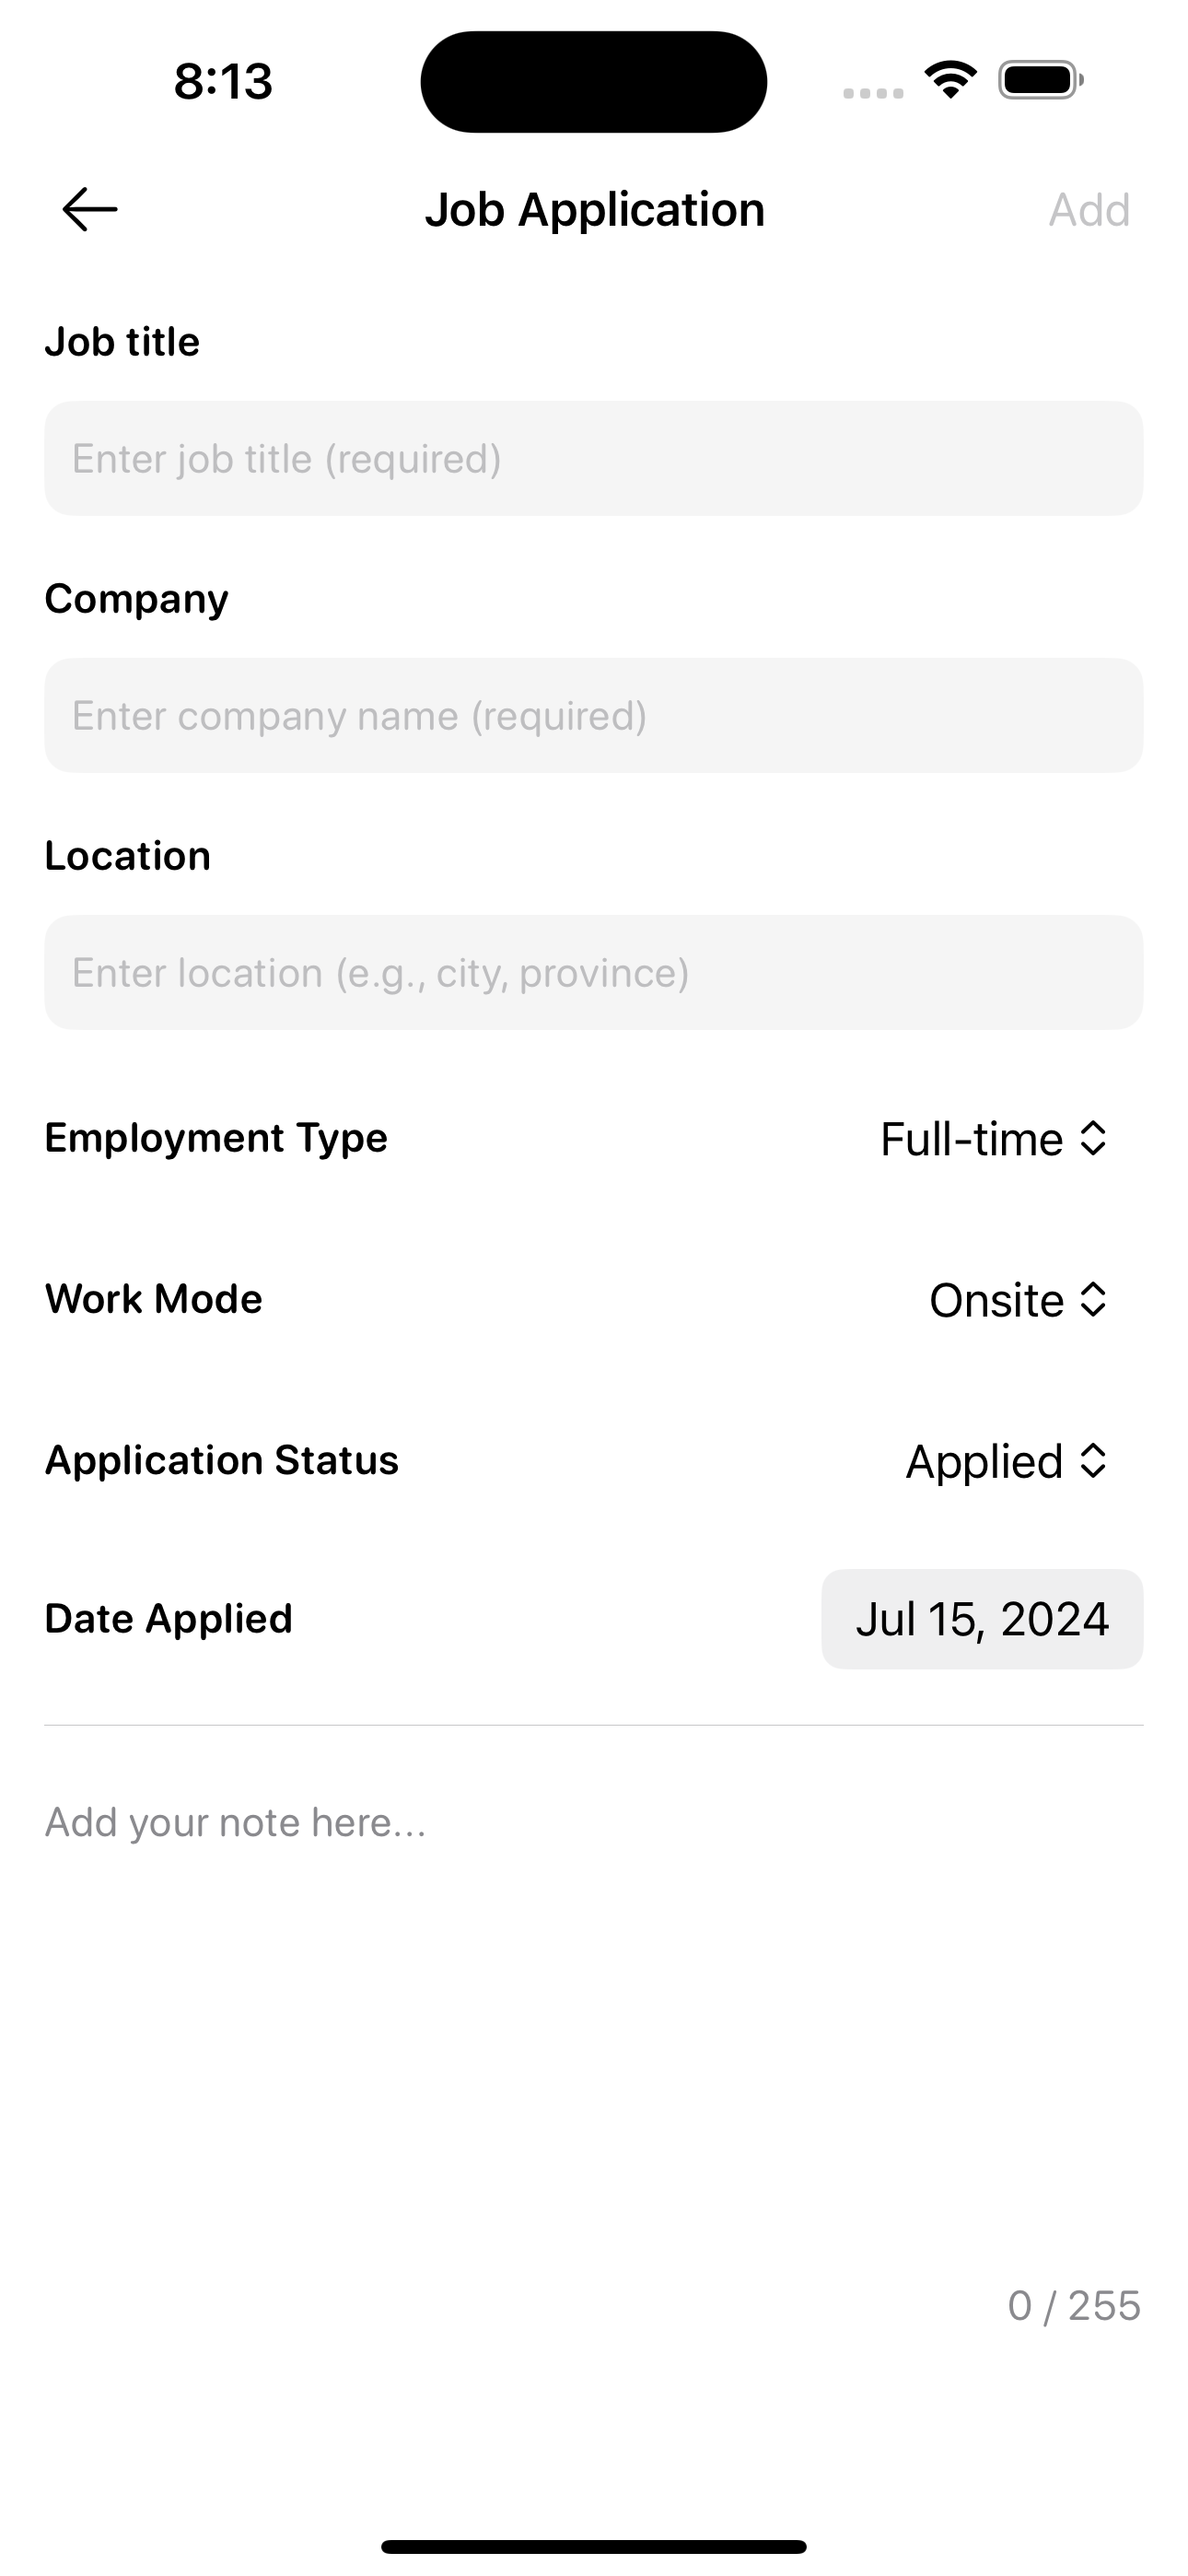 8:13
Job Application
Add
Job title
Enter job title (required)
Company
Enter company name (required)
Location
Enter location (e.g., city, province)
Employment Type
Full-time
Work Mode
Onsite
Application Status
Applied
Date Applied
Jul 15, 2024
Add your note here...
0 / 255